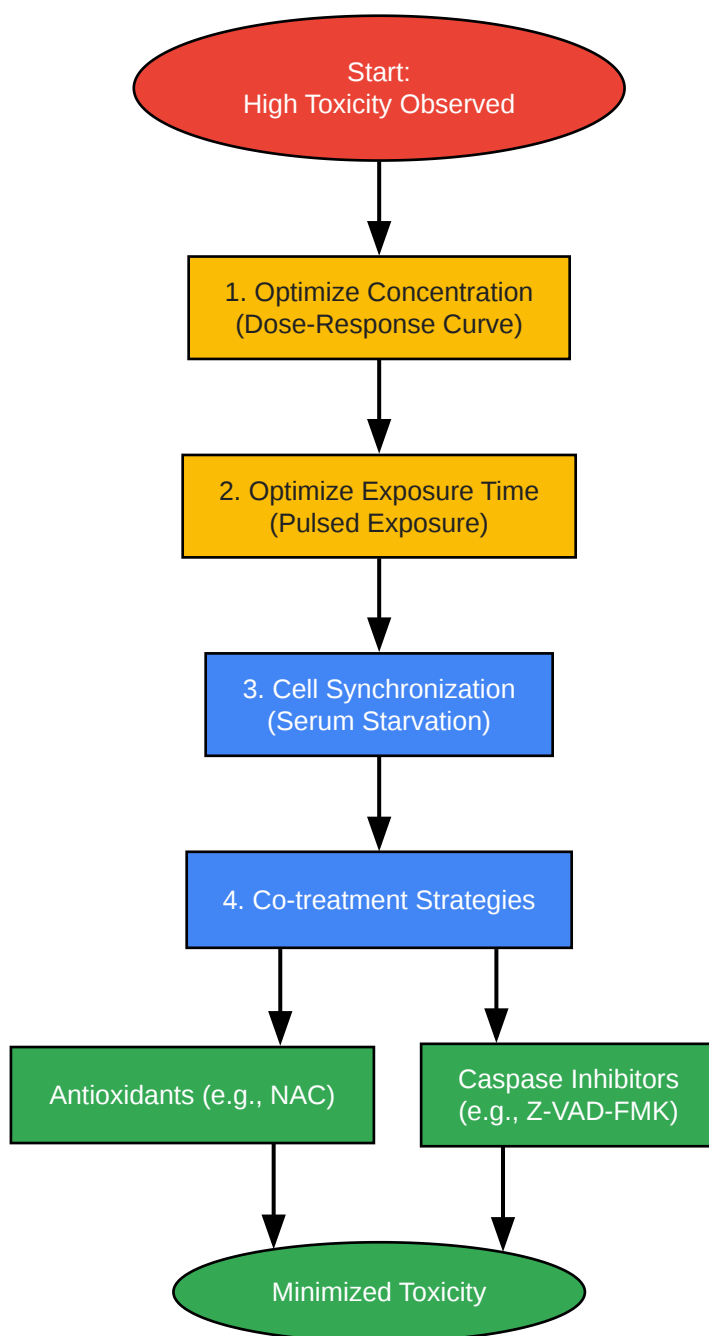 Start:
High Toxicity Observed
1. Optimize Concentration
(Dose-Response Curve)
2. Optimize Exposure Time
(Pulsed Exposure)
3. Cell Synchronization
(Serum Starvation)
4. Co-treatment Strategies
Antioxidants (e.g., NAC)
Caspase Inhibitors
(e.g., Z-VAD-FMK)
Minimized Toxicity